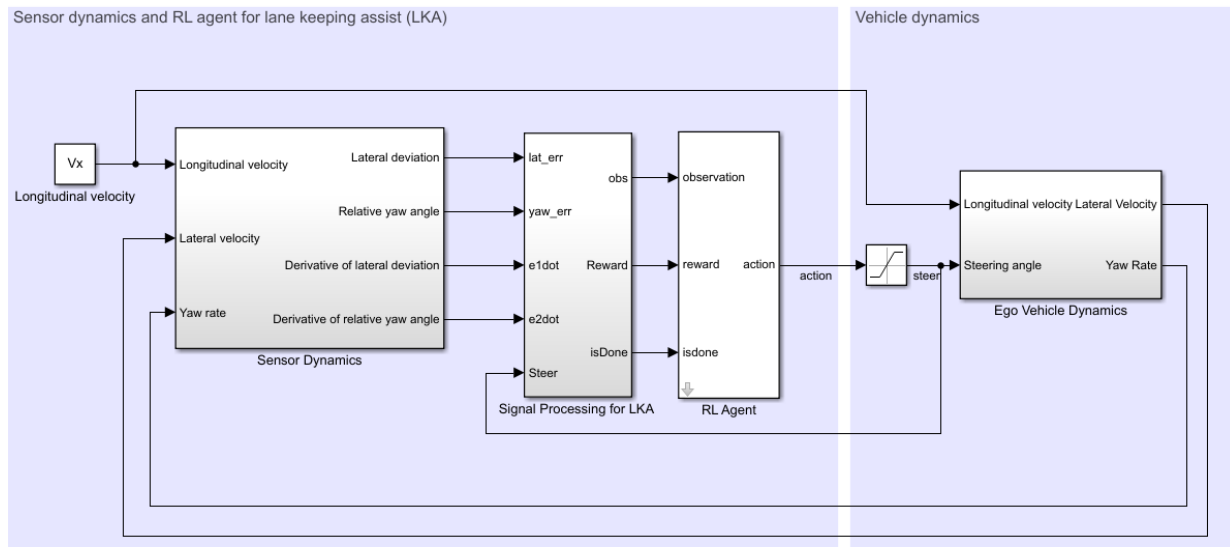 Sensor dynamics and RL agent for lane keeping assist (LKA)
Vehicle dynamics
Vx
Longitudinal velocity
Longitudinal velocity
Lateral velocity
Yaw rate
Lateral deviation
Relative yaw angle
Derivative of lateral deviation
Derivative of relative yaw angle
Sensor Dynamics
lat_err
yaw_err
e1dot
e2dot
Steer
obs
Reward
isDone
Signal Processing for LKA
observation
reward
isdone
action
RL Agent
action
steer
Longitudinal velocity
Steering angle
Lateral Velocity
Yaw Rate
Ego Vehicle Dynamics